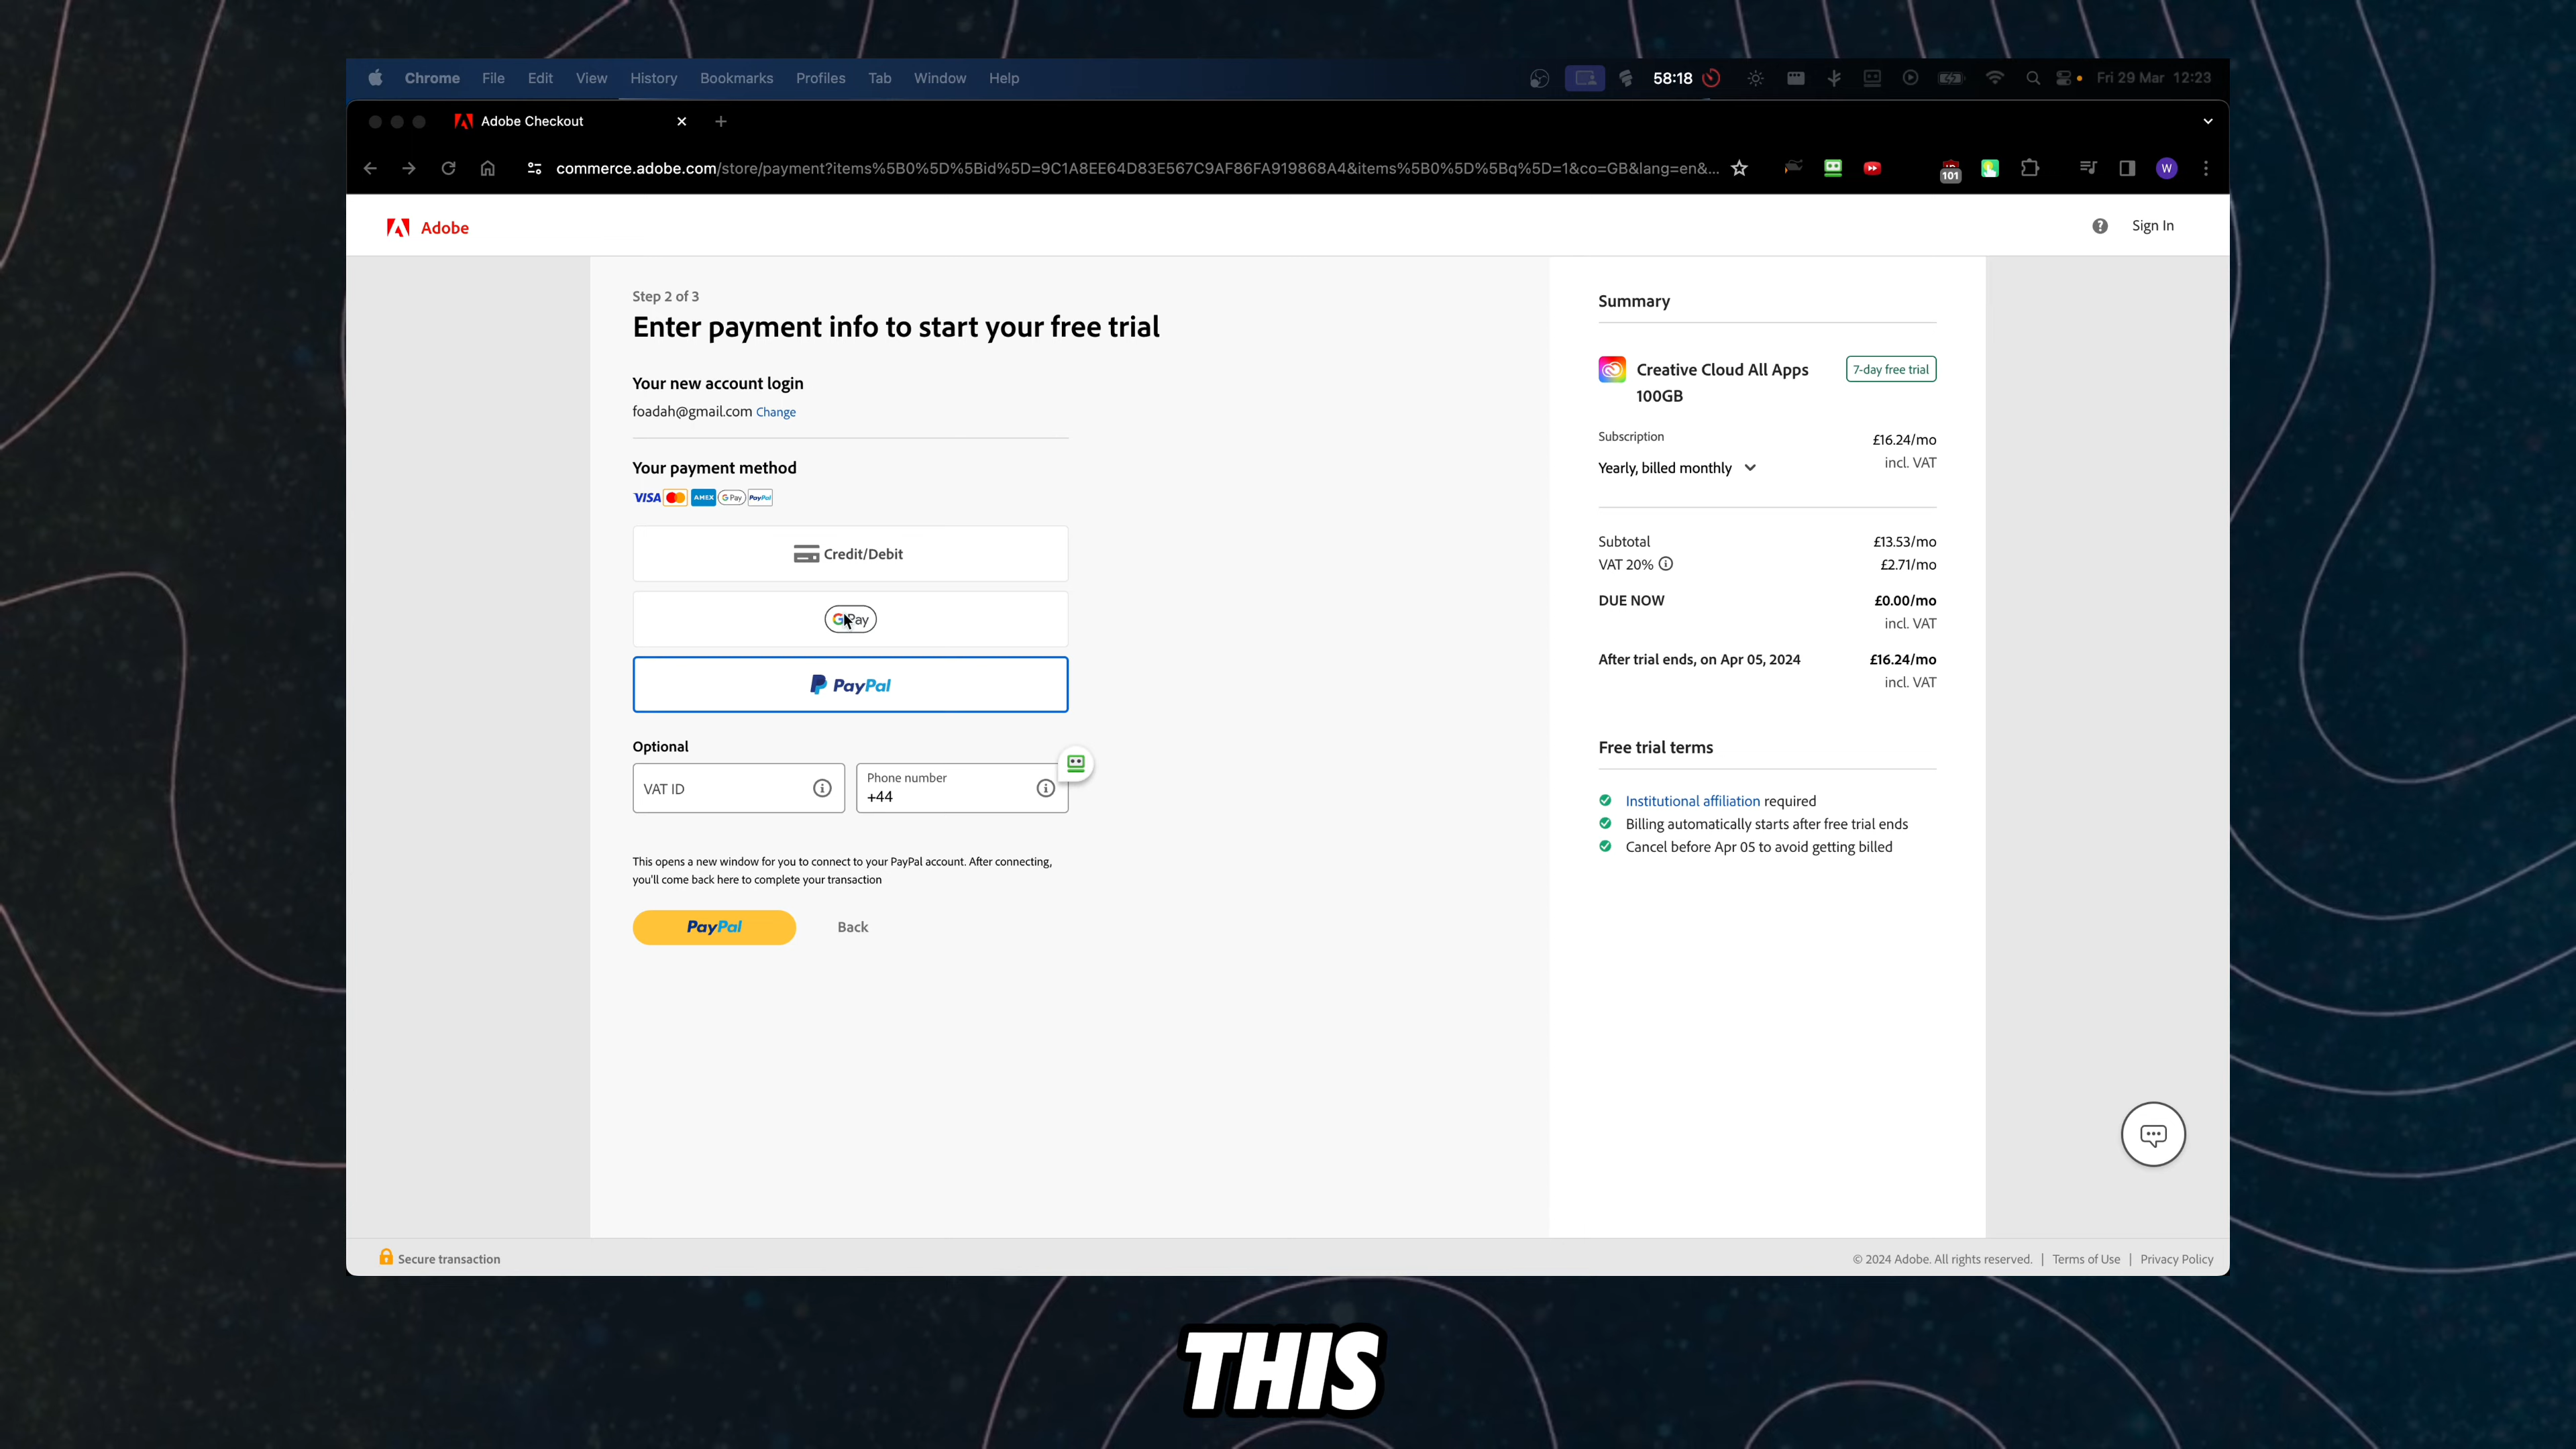 Chrome File Edit View History Bookmarks Profiles Tab Window Help 58:18 Fri 29 Mar 12:23
Adobe Checkout
commerce.adobe.com/store/payment?items%5B0%5D%5Bid%5D=9C1A8EE64D83E567C9AF86FA919868A4&items%5B0%5D%5Bq%5D=1&co=GB&lang=en&...
101
W
Adobe
Sign In
Step 2 of 3
Enter payment info to start your free trial
Your new account login
foadah@gmail.com Change
Your payment method
VISA AMEX G Pay PayPal
Credit/Debit
G Pay
PayPal
Optional
VAT ID
Phone number
+44
This opens a new window for you to connect to your PayPal account. After connecting,
you'll come back here to complete your transaction
PayPal Back
Summary
Creative Cloud All Apps
100GB
7-day free trial
Subscription
£16.24/mo
incl. VAT
Yearly, billed monthly
Subtotal £13.53/mo
VAT 20% £2.71/mo
DUE NOW £0.00/mo
incl. VAT
After trial ends, on Apr 05, 2024 £16.24/mo
incl. VAT
Free trial terms
Institutional affiliation required
Billing automatically starts after free trial ends
Cancel before Apr 05 to avoid getting billed
Secure transaction
© 2024 Adobe. All rights reserved. | Terms of Use | Privacy Policy
THIS